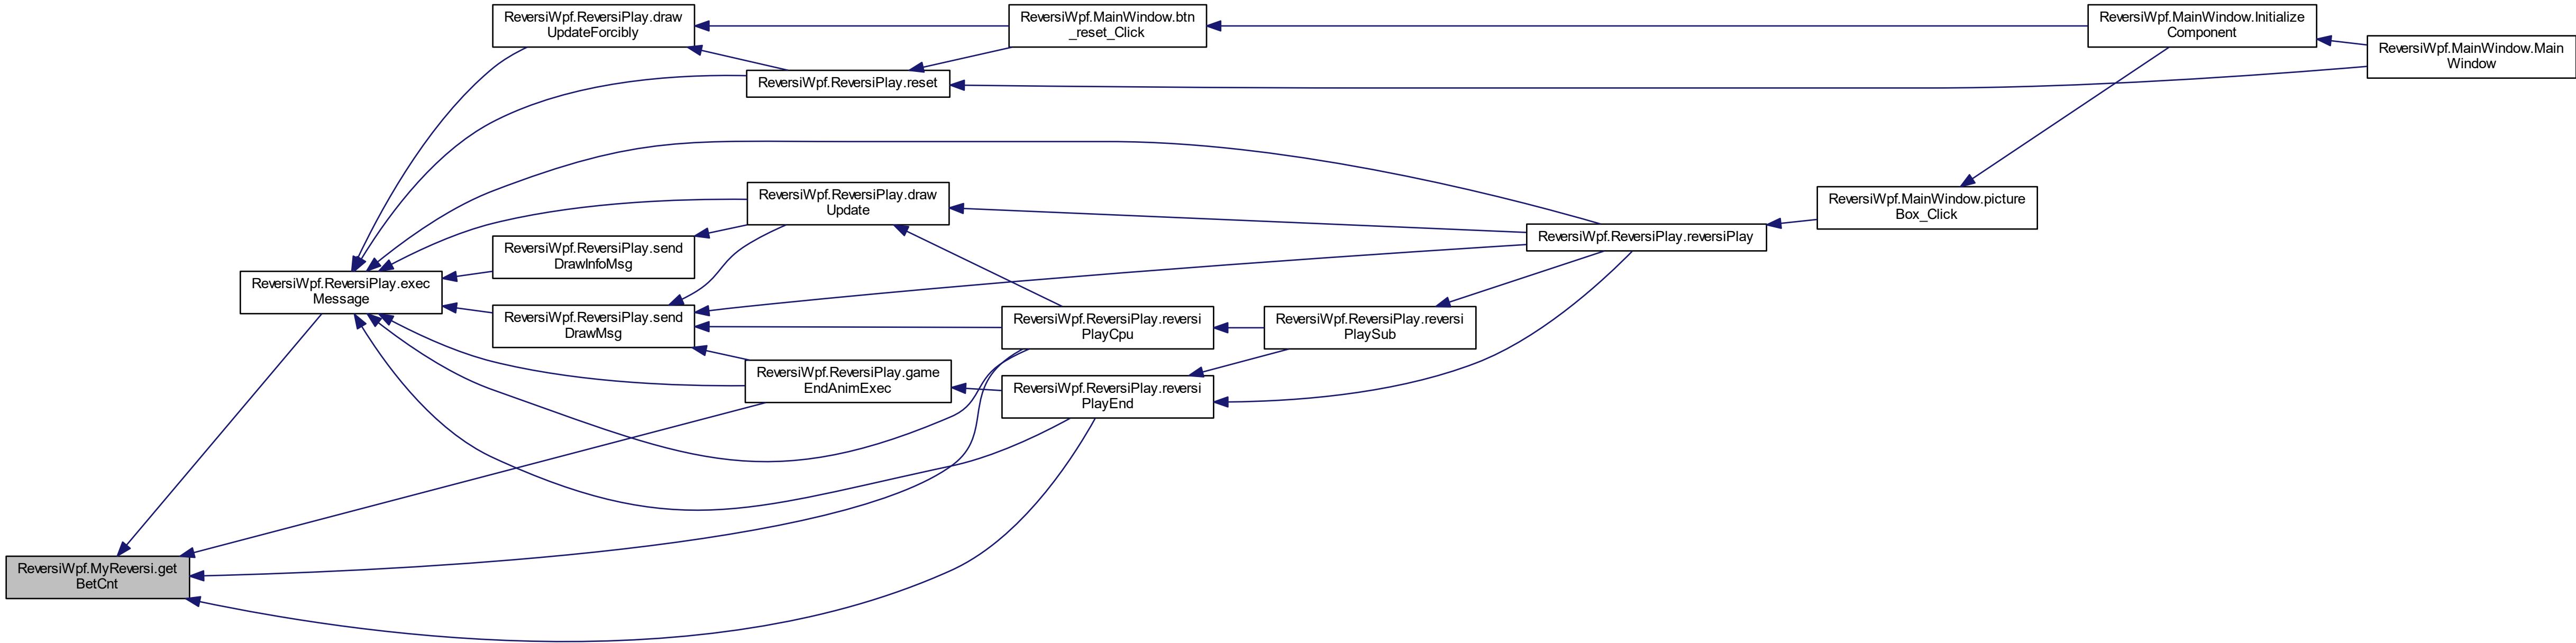 ReversiWpf.ReversiPlay.draw
UpdateForcibly
ReversiWpf.MainWindow.btn
_reset_Click
ReversiWpf.MainWindow.Initialize
Component
ReversiWpf.MainWindow.Main
Window
ReversiWpf.ReversiPlay.reset
ReversiWpf.ReversiPlay.draw
Update
ReversiWpf.MainWindow.picture
Box_Click
ReversiWpf.ReversiPlay.send
DrawInfoMsg
ReversiWpf.ReversiPlay.reversiPlay
ReversiWpf.ReversiPlay.exec
Message
ReversiWpf.ReversiPlay.send
DrawMsg
ReversiWpf.ReversiPlay.reversi
PlayCpu
ReversiWpf.ReversiPlay.reversi
PlaySub
ReversiWpf.ReversiPlay.game
EndAnimExec
ReversiWpf.ReversiPlay.reversi
PlayEnd
ReversiWpf.MyReversi.get
BetCnt